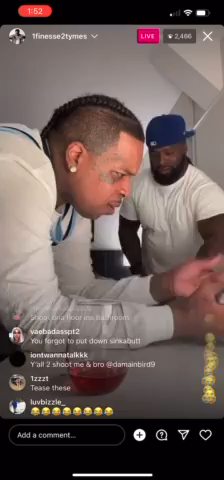 1:52
1finesse2tymes
LIVE
2,466
vaebadasspt2
You forgot to put down sinkabutt
iontwannatalkkk
Y'all 2 shoot me & bro @damainbird9
1zzzt
Tease these
luvbizzle_
😂😂😂😂😂😂😂
Add a comment...